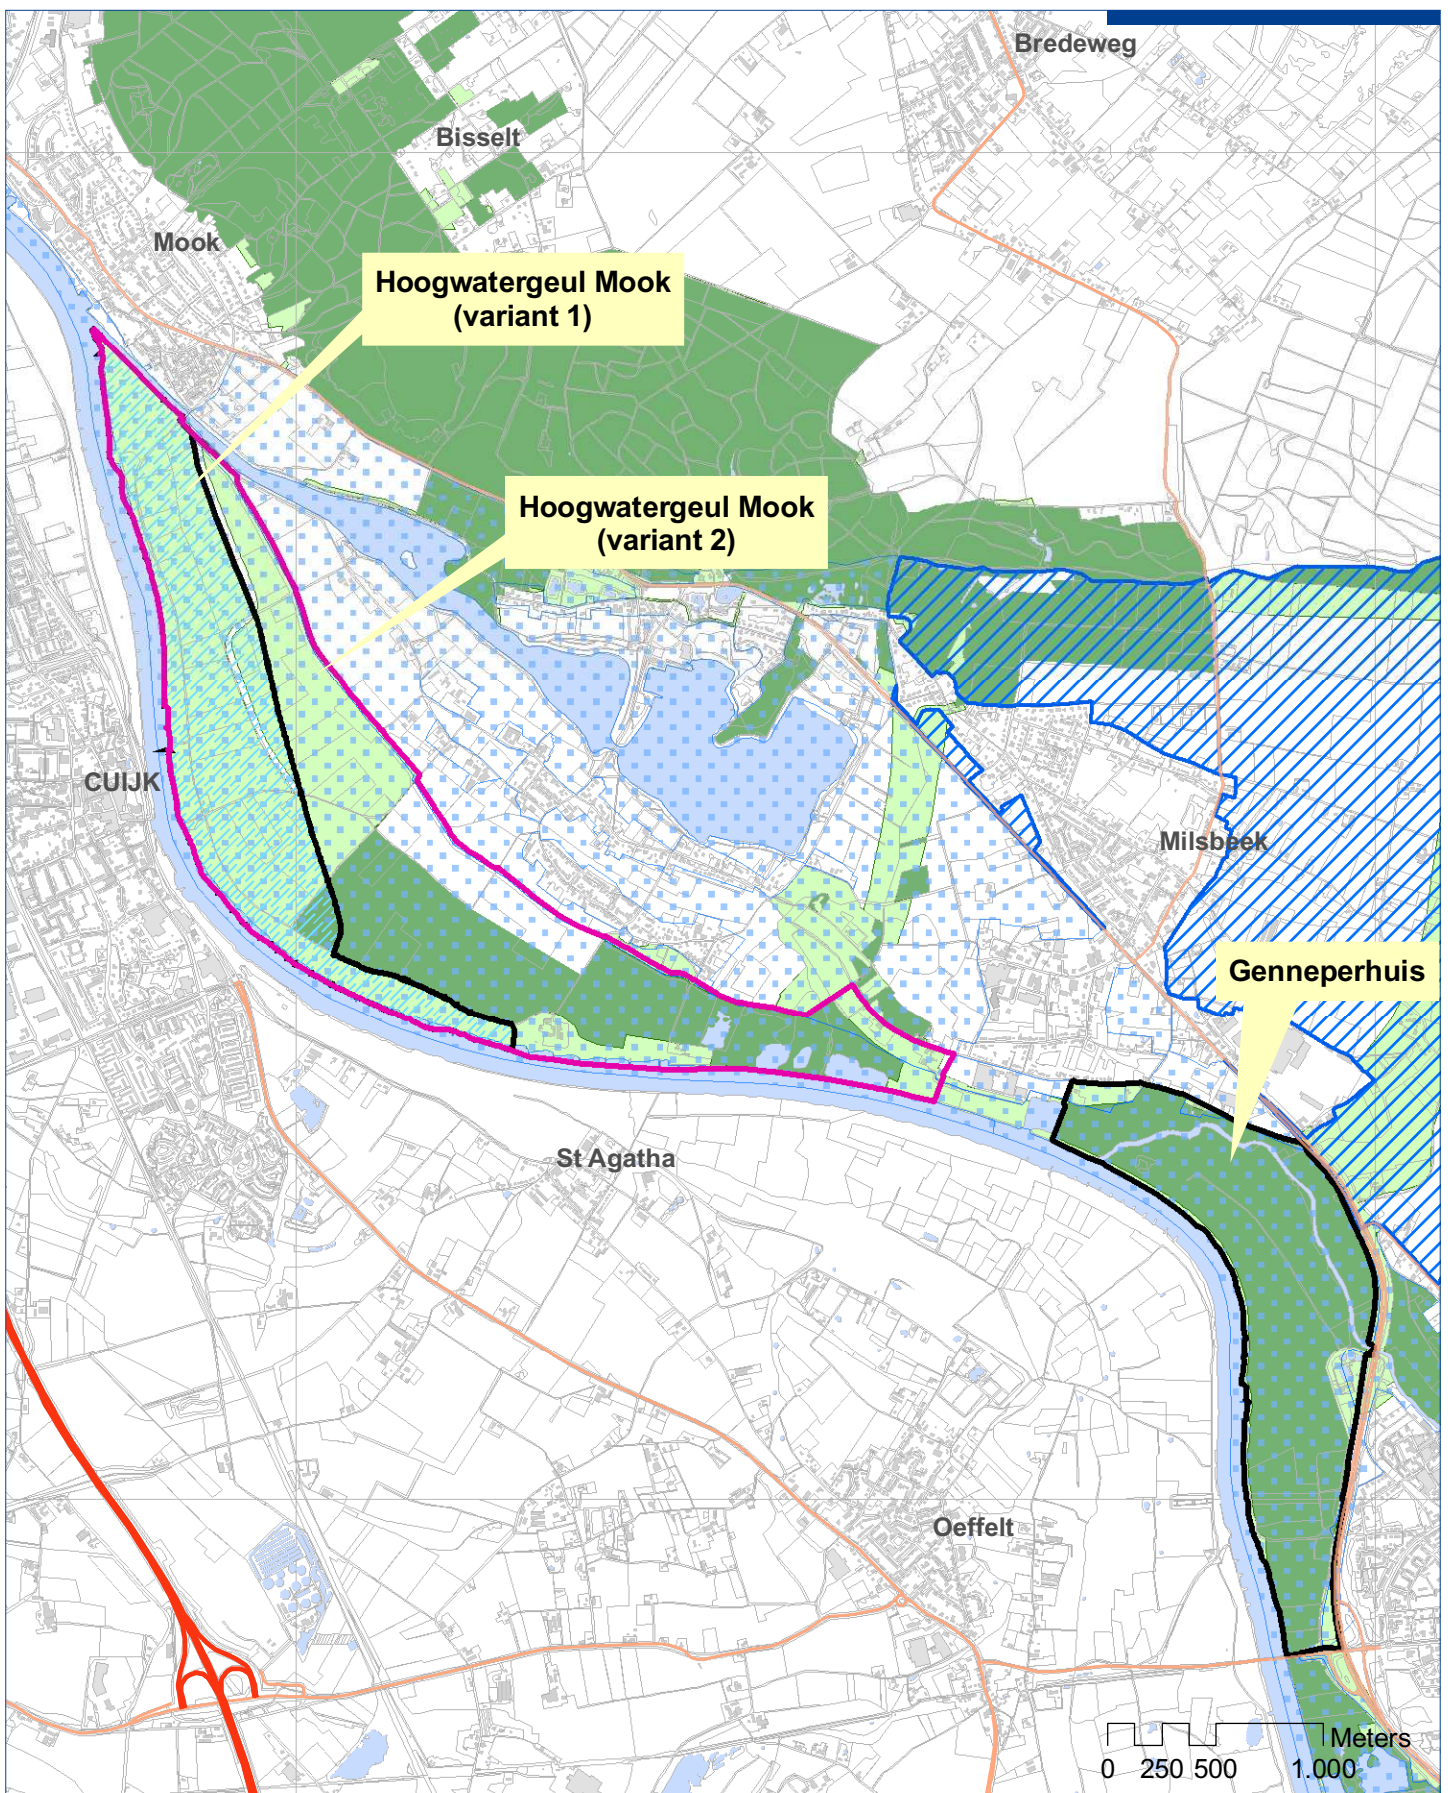 Bredeweg
Bisselt
Mook
Hoogwatergeul Mook
(variant 1)
Hoogwatergeul Mook
(variant 2)
CUIJK
Milsbeek
Genneperhuis
St Agatha
Oeffelt
Meters
0 250 500 1.000